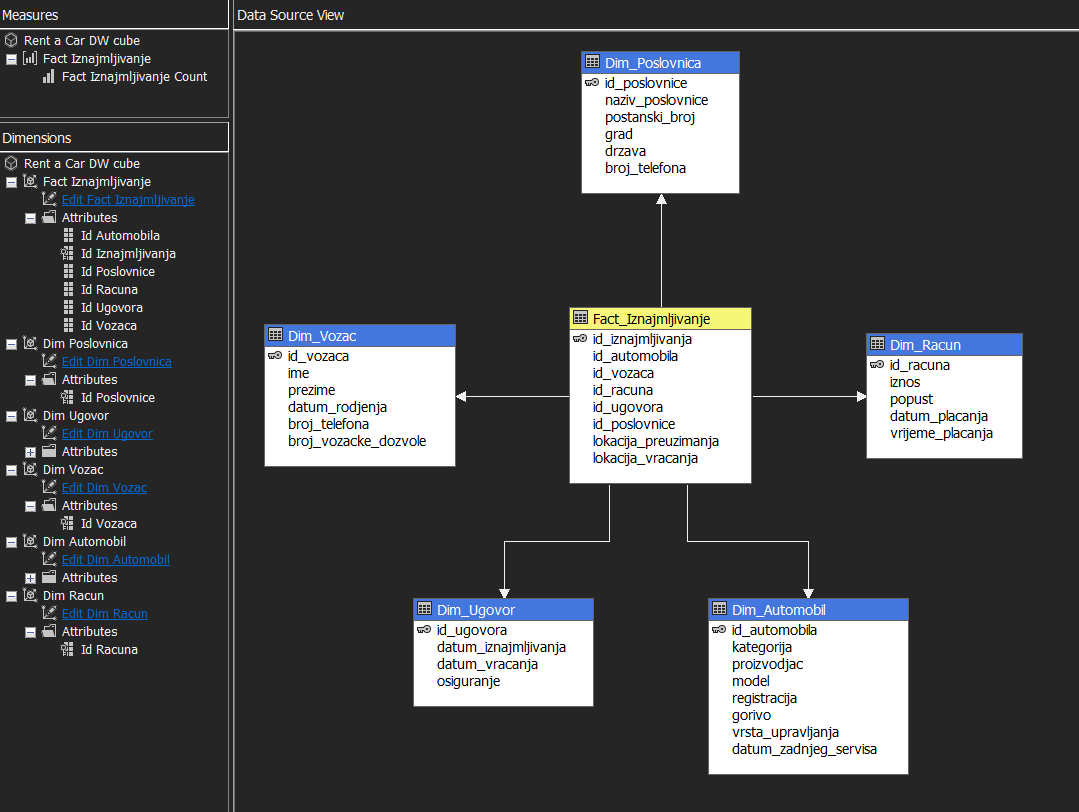 Measures
Rent a Car DW cube
Fact Iznajmljivanje
Fact Iznajmljivanje Count
Dimensions
Rent a Car DW cube
Fact Iznajmljivanje
Edit Fact Iznajmljivanje
Attributes
Id Automobila
Id Iznajmljivanja
Id Poslovnice
Id Racuna
Id Ugovora
Id Vozaca
Dim Poslovnica
Edit Dim Poslovnica
Attributes
Id Poslovnice
Dim Ugovor
Edit Dim Ugovor
Attributes
Dim Vozac
Edit Dim Vozac
Attributes
Id Vozaca
Dim Automobil
Edit Dim Automobil
Attributes
Dim Racun
Edit Dim Racun
Attributes
Id Racuna
Data Source View
Dim_Poslovnica
id_poslovnice
naziv_poslovnice
postanski_broj
grad
drzava
broj_telefona
Dim_Vozac
id_vozaca
ime
prezime
datum_rodjenja
broj_telefona
broj_vozacke_dozvole
Fact_Iznajmljivanje
id_iznajmljivanja
id_automobila
id_vozaca
id_racuna
id_ugovora
id_poslovnice
lokacija_preuzimanja
lokacija_vracanja
Dim_Racun
id_racuna
iznos
popust
datum_placanja
vrijeme_placanja
Dim_Ugovor
id_ugovora
datum_iznajmljivanja
datum_vracanja
osiguranje
Dim_Automobil
id_automobila
kategorija
proizvodjac
model
registracija
gorivo
vrsta_upravljanja
datum_zadnjeg_servisa